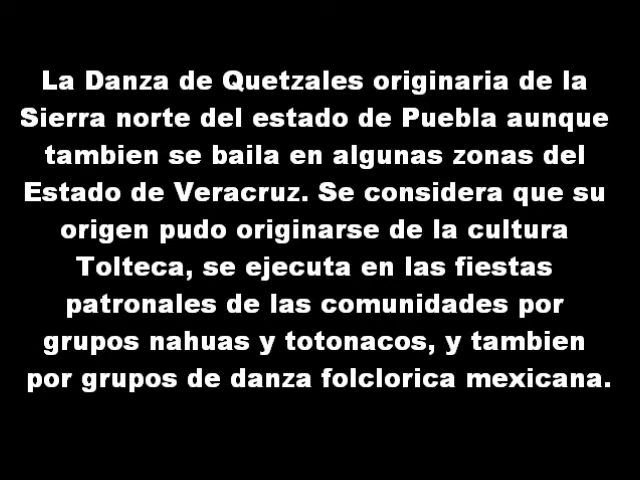 La Danza de Quetzales originaria de la
Sierra norte del estado de Puebla aunque
tambien se baila en algunas zonas del
Estado de Veracruz. Se considera que su
origen pudo originarse de la cultura
Tolteca, se ejecuta en las fiestas
patronales de las comunidades por
grupos nahuas y totonacos, y tambien
por grupos de danza folclorica mexicana.